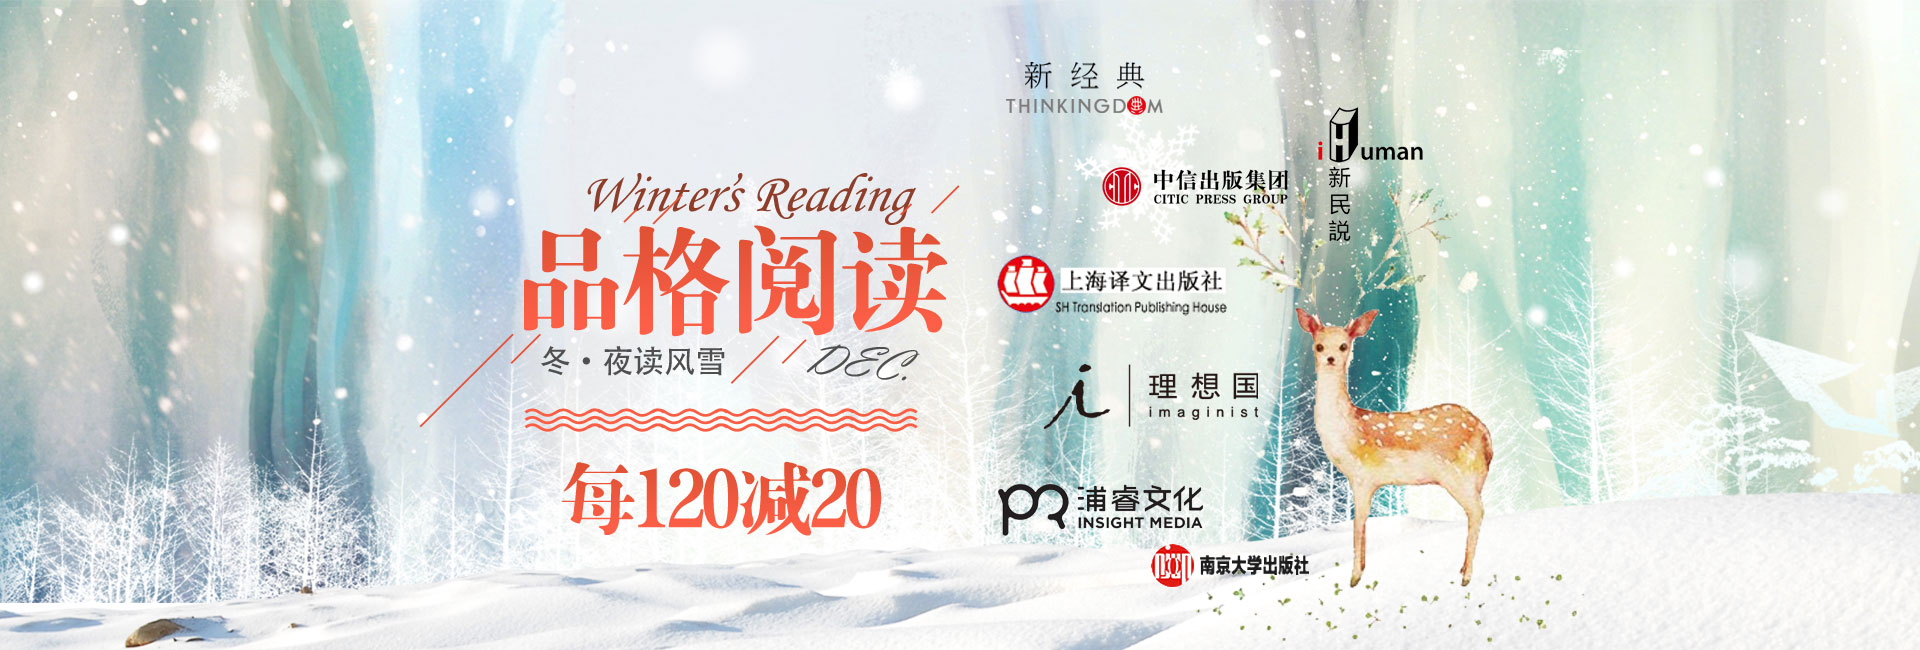 Winter's Reading
品格阅读
冬·夜读风雪
DEC.
每120减20
新经典
THINKINGDOM
iHuman
新民説
中信出版集团
CITIC PRESS GROUP
上海译文出版社
SH Translation Publishing House
理想国
imaginist
浦睿文化
INSIGHT MEDIA
南京大学出版社